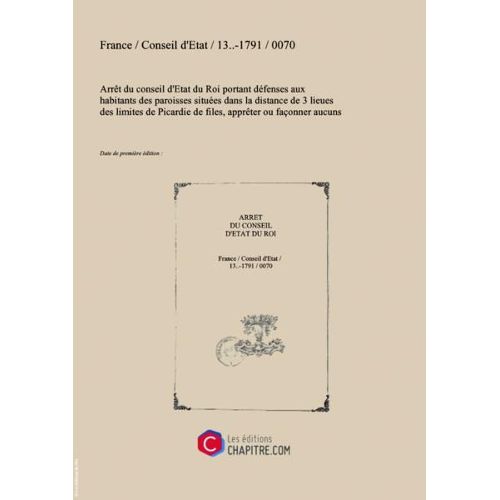 France / Conseil d'Etat / 13..-1791 / 0070
Arrêt du conseil d'Etat du Roi portant défenses aux
habitants des paroisses situées dans la distance de 3 lieues
des limites de Picardie de files, apprêter ou façonner aucuns
Date de première édition :
ARRET
DU CONSEIL
D'ETAT DU ROI
France / Conseil d'Etat /
13..-1791 / 0070
Les éditions
CHAPITRE.COM